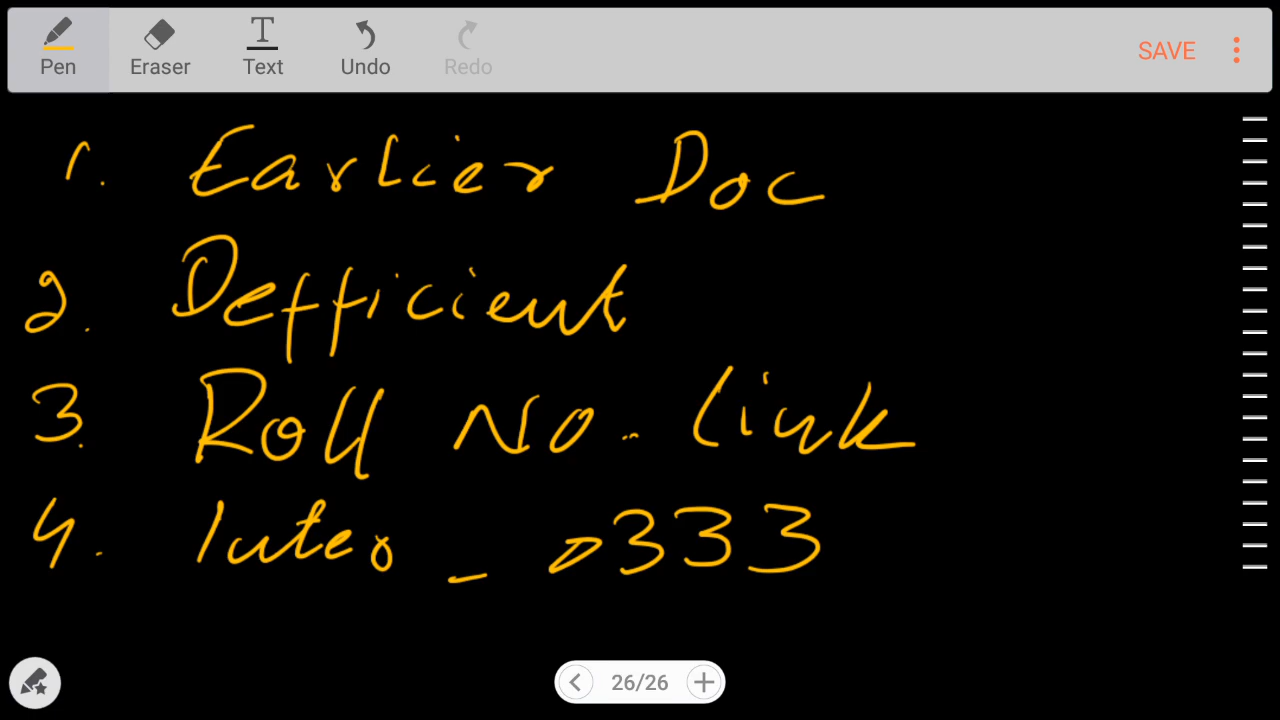 Pen Eraser Text Undo Redo SAVE
1. Earlier Doc
2. Defficient
3. Roll No. link
4. Inter - 0333
26/26